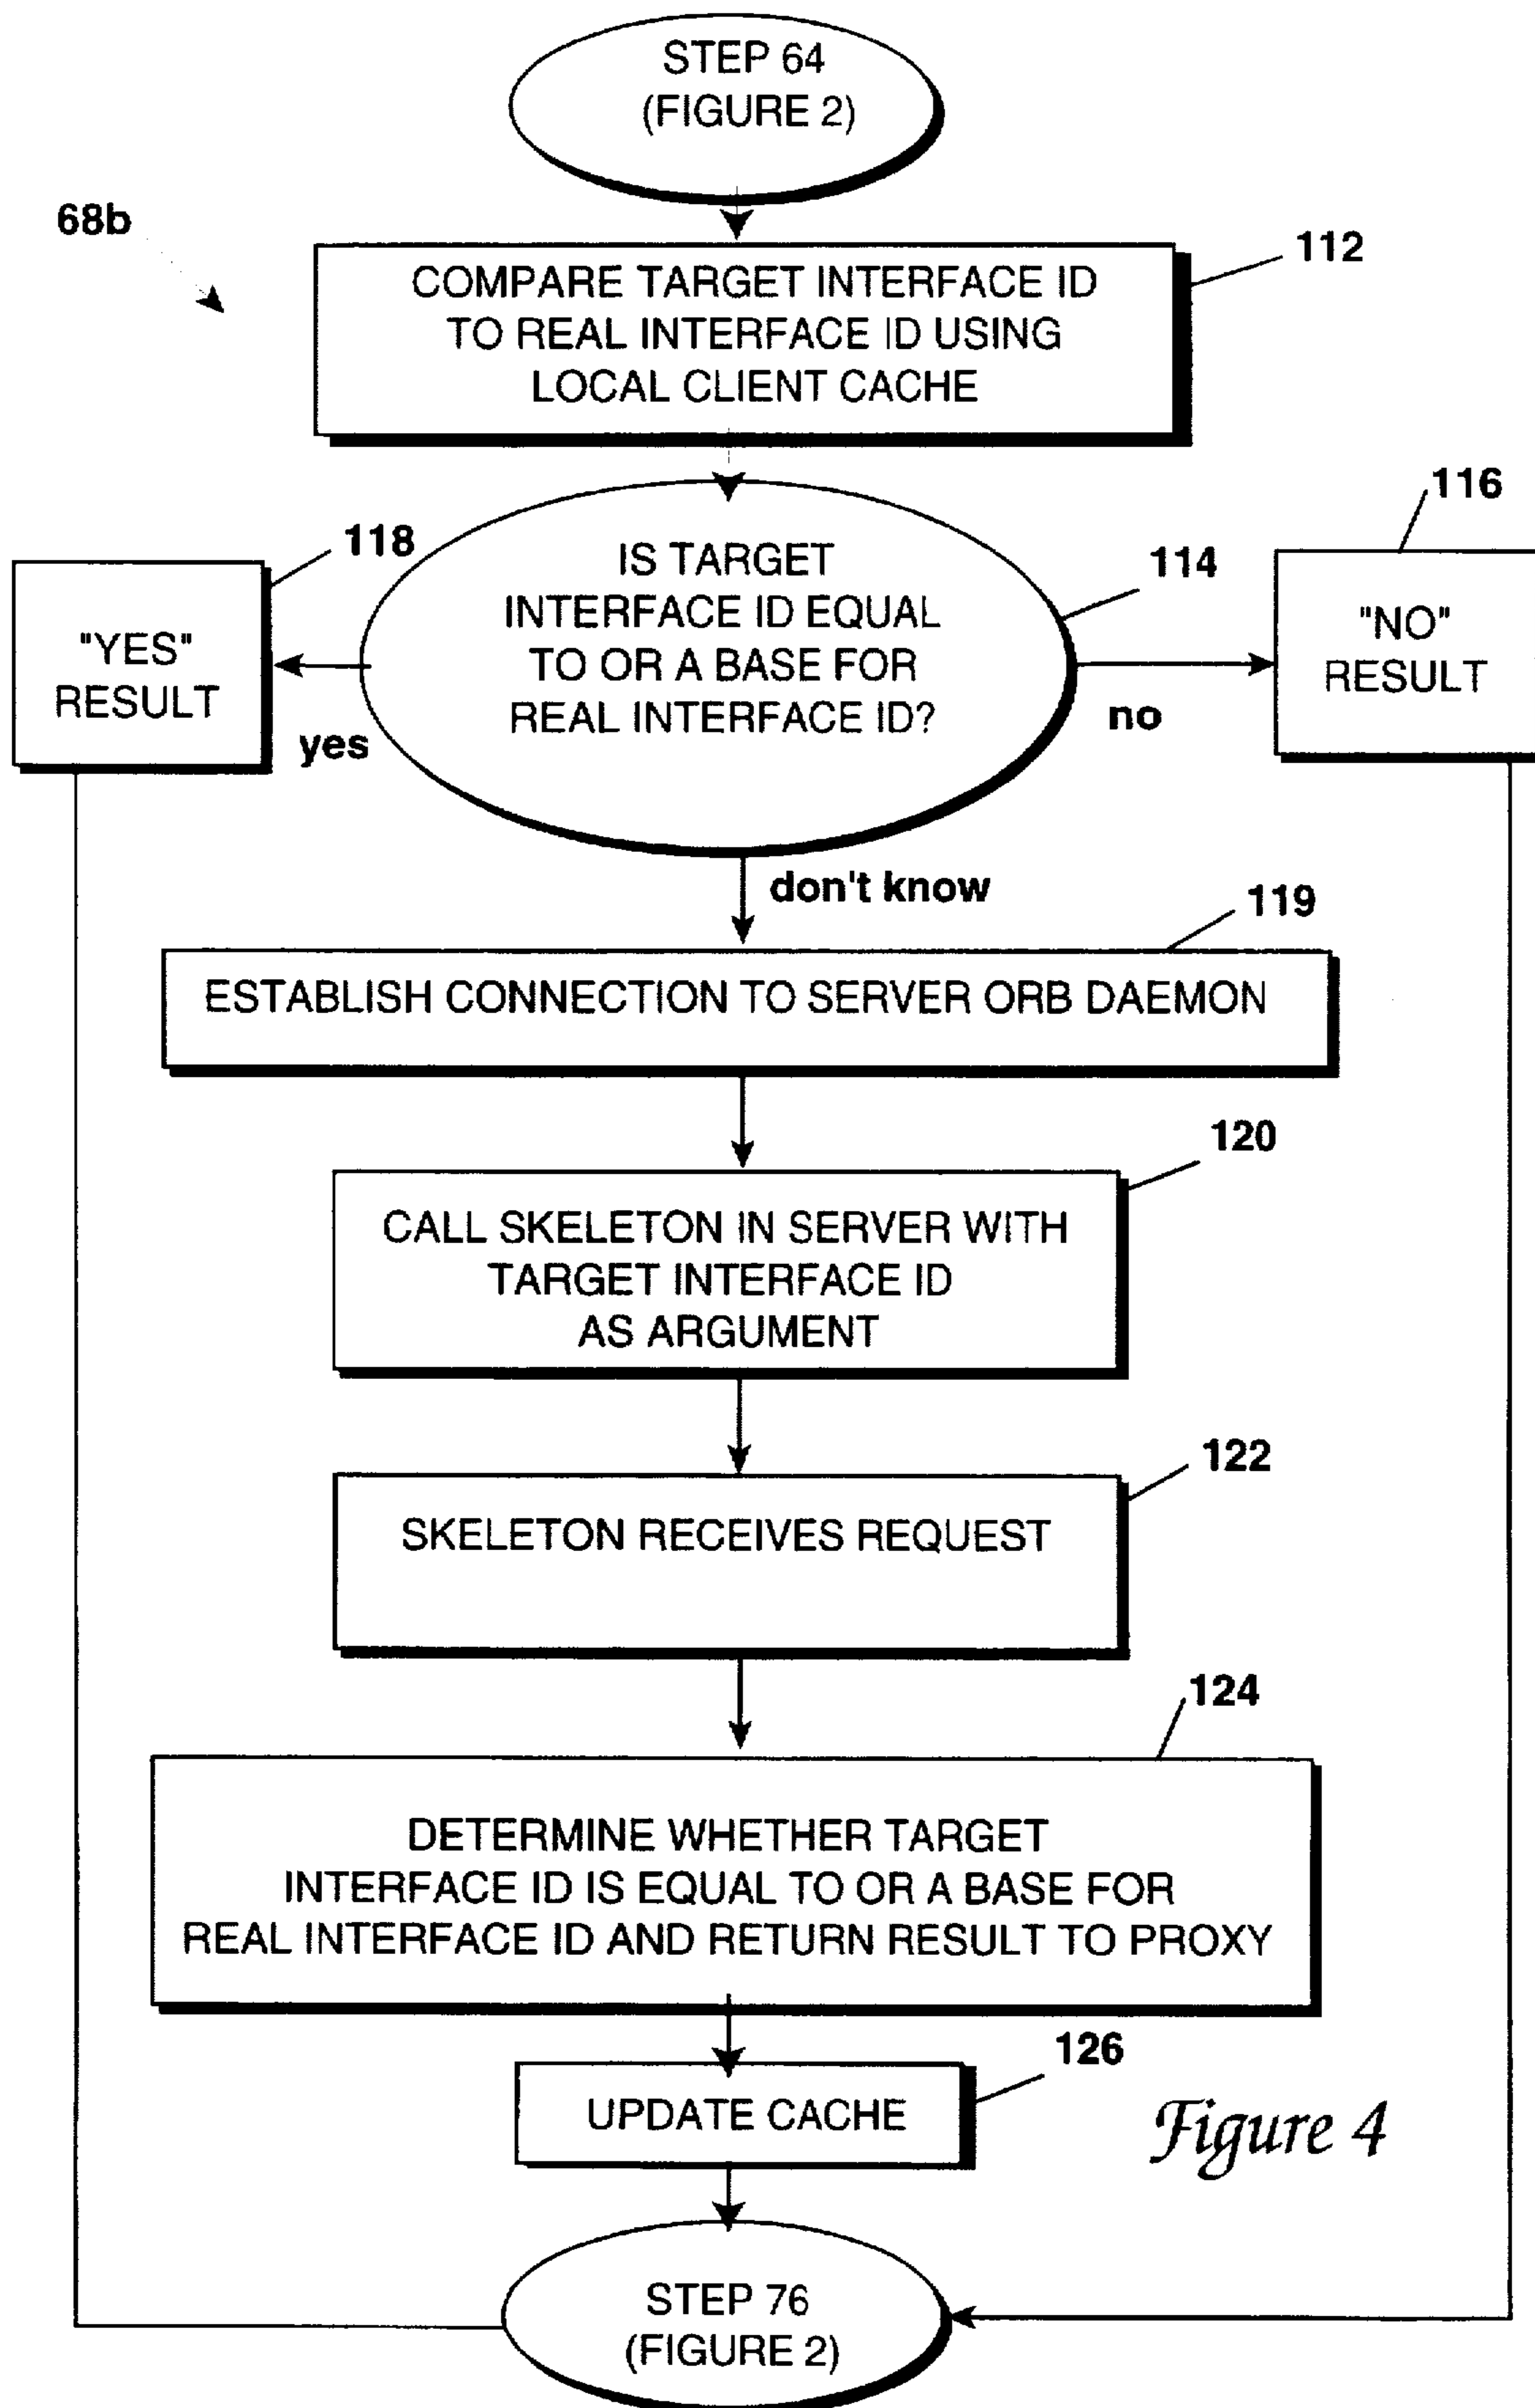 STEP 64
(FIGURE 2)
68b
112
COMPARE TARGET INTERFACE ID
TO REAL INTERFACE ID USING
LOCAL CLIENT CACHE
116
118
114
IS TARGET
INTERFACE ID EQUAL
TO OR A BASE FOR
REAL INTERFACE ID?
"YES"
RESULT
"NO"
RESULT
yes
no
don't know
119
ESTABLISH CONNECTION TO SERVER ORB DAEMON
120
CALL SKELETON IN SERVER WITH
TARGET INTERFACE ID
AS ARGUMENT
122
SKELETON RECEIVES REQUEST
124
DETERMINE WHETHER TARGET
INTERFACE ID IS EQUAL TO OR A BASE FOR
REAL INTERFACE ID AND RETURN RESULT TO PROXY
126
UPDATE CACHE
Figure 4
STEP 76
(FIGURE 2)